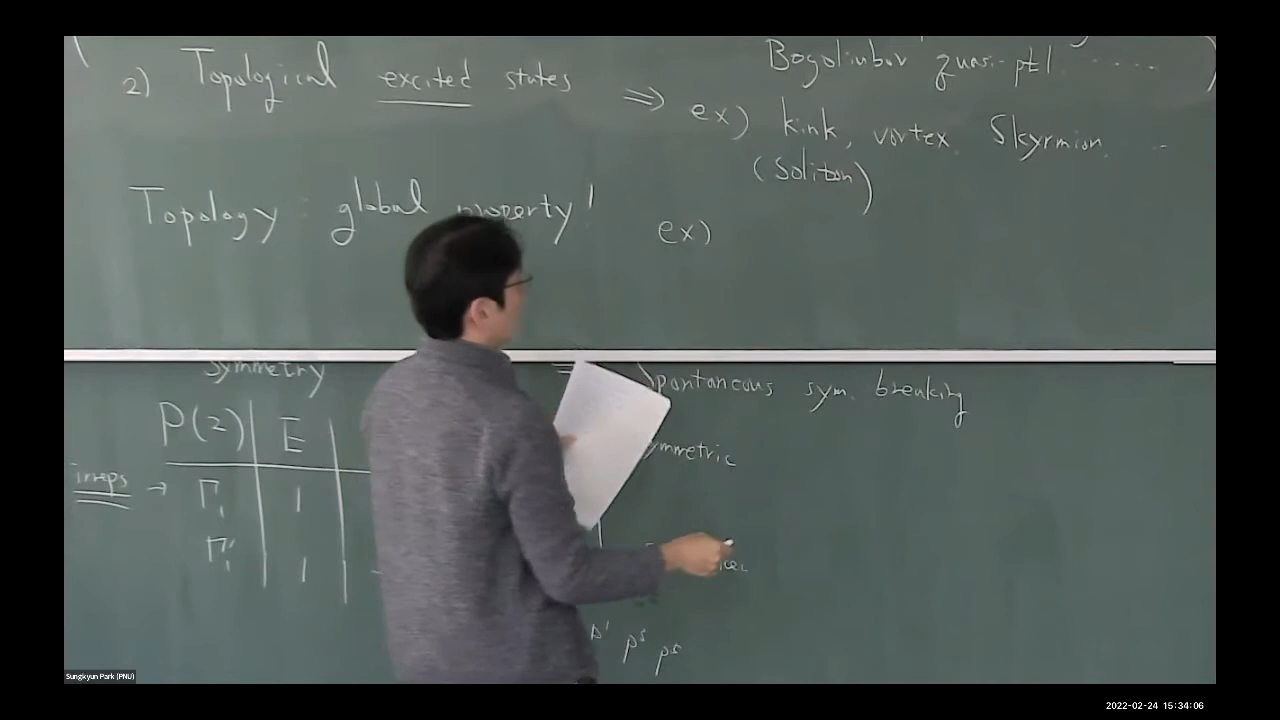 Bogoliubov quasi-ptl .....
2) Topological excited states ⇒ ex) kink, vortex. Skyrmion. ..
(soliton)
Topology : global property! ex)
symmetry
spontaneous sym. breaking
P(2) E
symmetric
irreps → Γ₁ 1
Γ₁' 1
Sungkyun Park (PNU)
2022-02-24 15:34:06